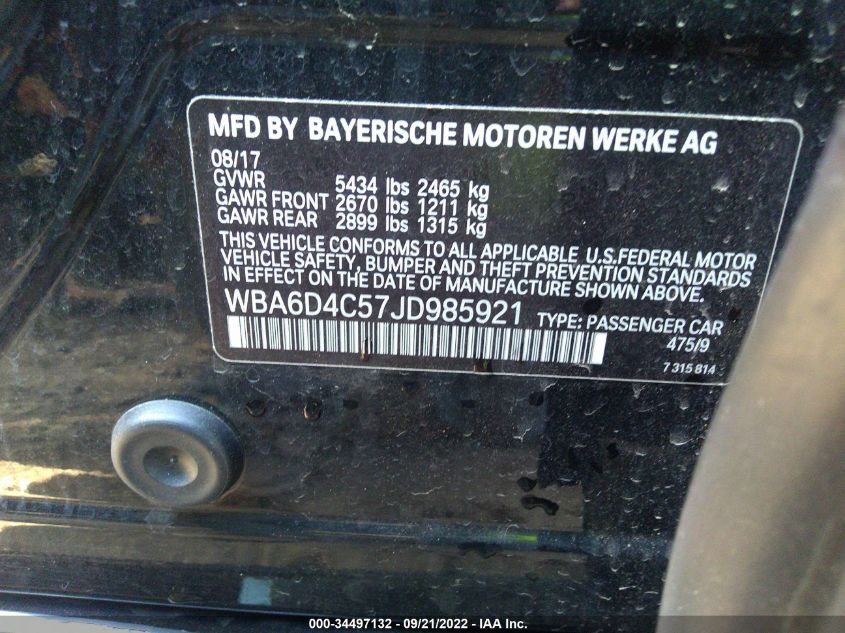 MFD BY BAYERISCHE MOTOREN WERKE AG
08/17
GVWR 5434 lbs 2465 kg
GAWR FRONT 2670 lbs 1211 kg
GAWR REAR 2899 lbs 1315 kg
THIS VEHICLE CONFORMS TO ALL APPLICABLE U.S.FEDERAL MOTOR
VEHICLE SAFETY, BUMPER AND THEFT PREVENTION STANDARDS
IN EFFECT ON THE DATE OF MANUFACTURE SHOWN ABOVE.
WBA6D4C57JD985921 TYPE: PASSENGER CAR
475/9
7 315 814
000-34497132 - 09/21/2022 - IAA Inc.